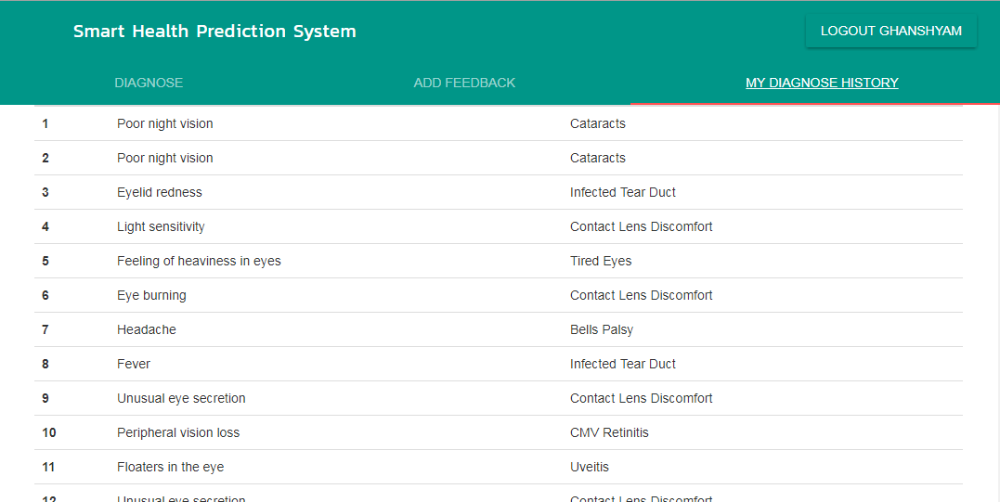 Smart Health Prediction System
LOGOUT GHANSHYAM
DIAGNOSE ADD FEEDBACK MY DIAGNOSE HISTORY
1 Poor night vision Cataracts
2 Poor night vision Cataracts
3 Eyelid redness Infected Tear Duct
4 Light sensitivity Contact Lens Discomfort
5 Feeling of heaviness in eyes Tired Eyes
6 Eye burning Contact Lens Discomfort
7 Headache Bells Palsy
8 Fever Infected Tear Duct
9 Unusual eye secretion Contact Lens Discomfort
10 Peripheral vision loss CMV Retinitis
11 Floaters in the eye Uveitis
12 Unusual eye secretion Contact Lens Discomfort